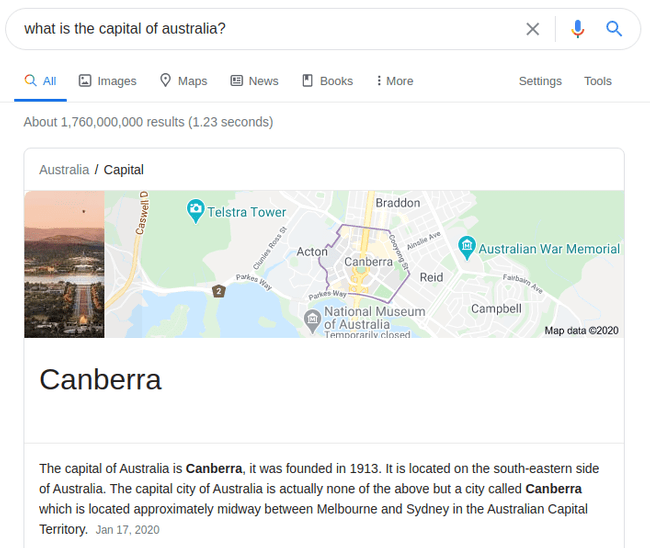 what is the capital of australia?
All Images Maps News Books More Settings Tools
About 1,760,000,000 results (1.23 seconds)
Australia / Capital
Caswell D
Telstra Tower
Braddon
Clunies Ross St
Acton
Cooyong St
Ainslie Ave
Australian War Memorial
Canberra
Reid
Parkes Way
2
Parkes Way
Fairbairn Ave
Campbell
National Museum
of Australia
Temporarily closed
Map data ©2020
Canberra
The capital of Australia is Canberra, it was founded in 1913. It is located on the south-eastern side
of Australia. The capital city of Australia is actually none of the above but a city called Canberra
which is located approximately midway between Melbourne and Sydney in the Australian Capital
Territory. Jan 17, 2020